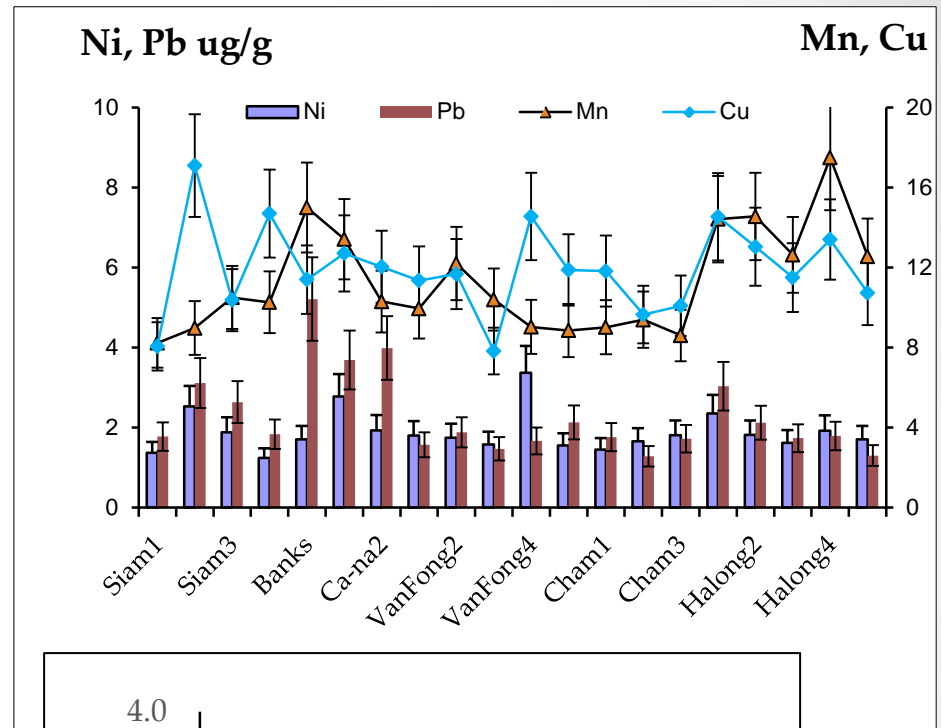 Ni, Pb ug/g
Mn, Cu
Ni Pb Mn Cu
10 20
8 16
6 12
4 8
2 4
0 0
Siam1 Siam3 Banks Ca-na2 VanFong2 VanFong4 Cham1 Cham3 Halong2 Halong4
4.0